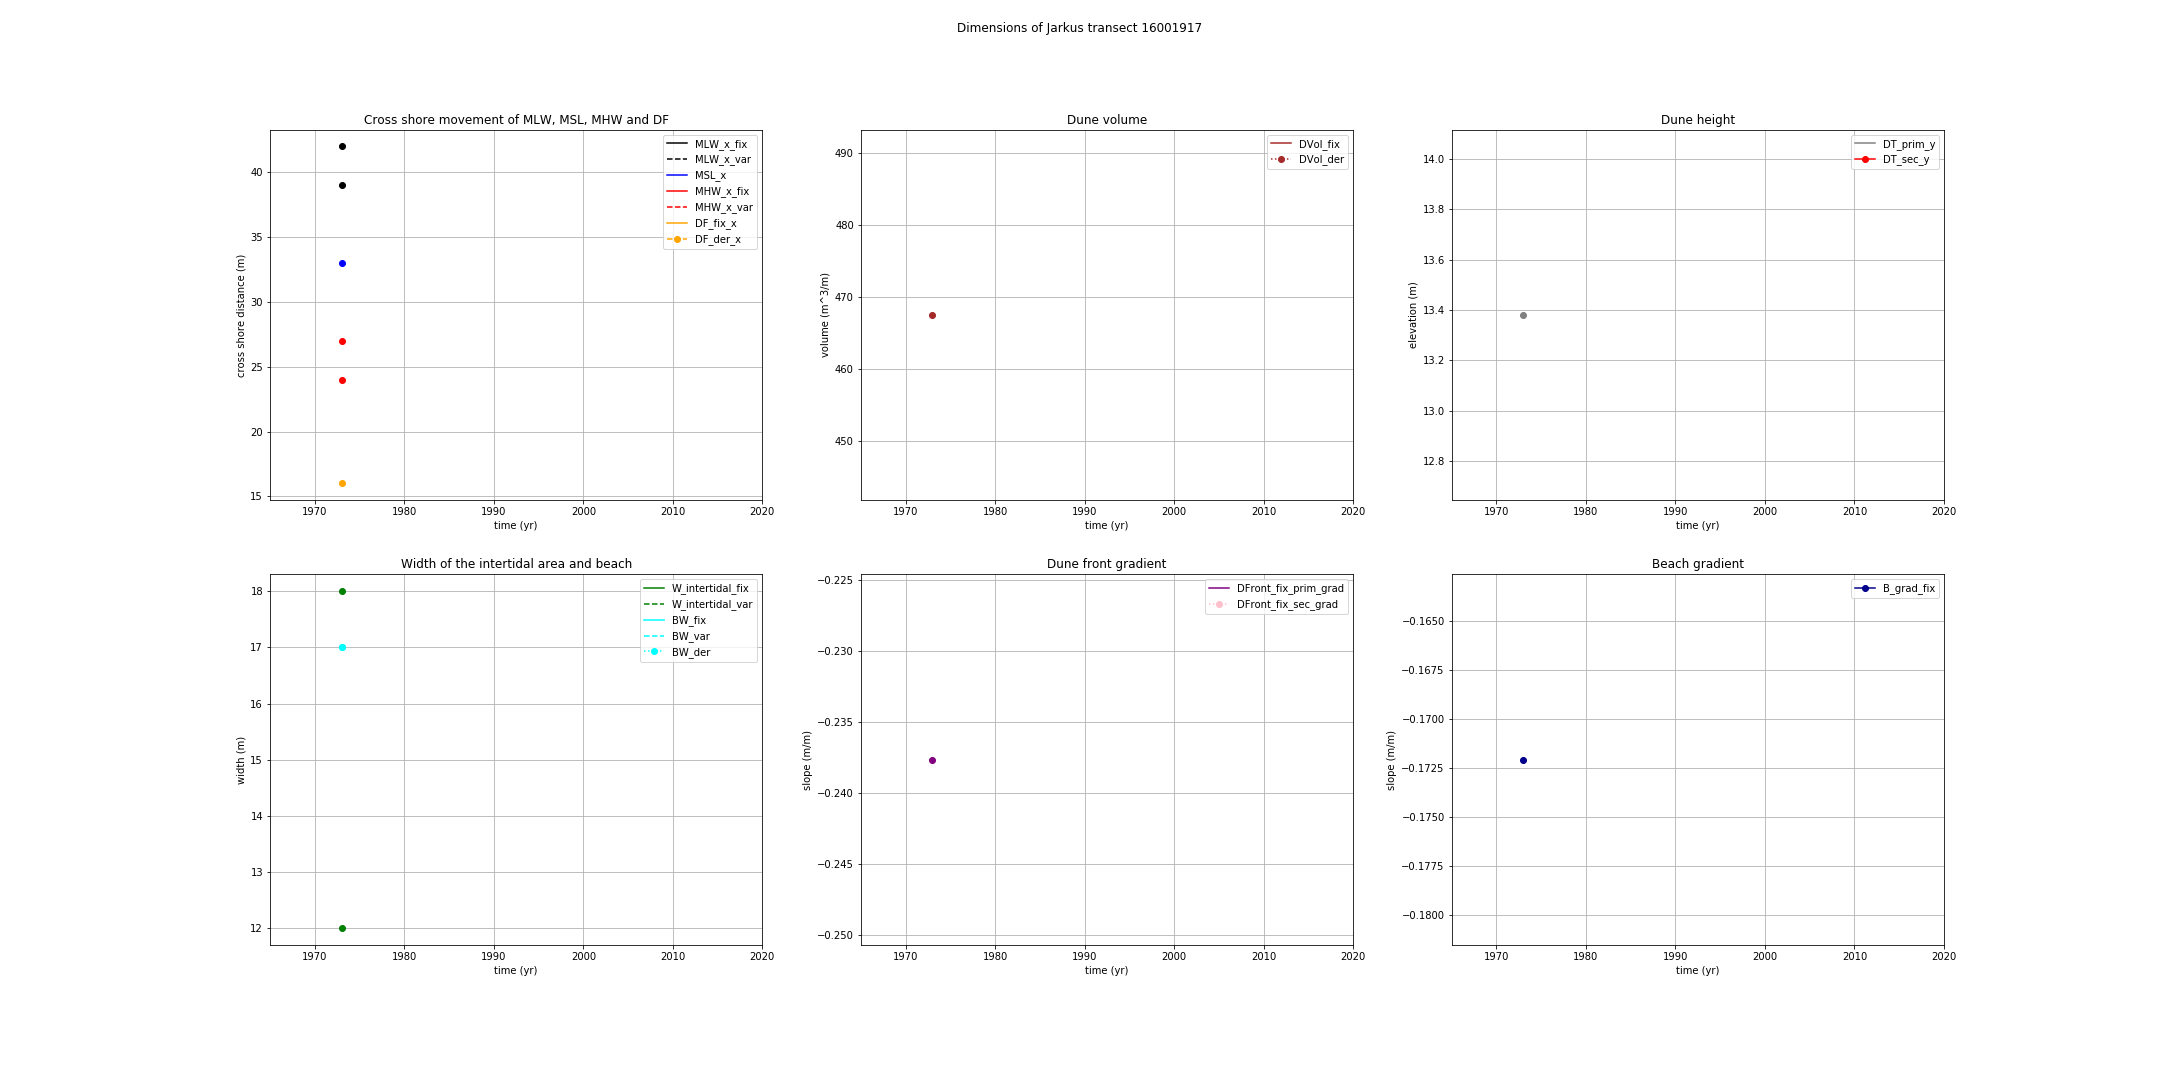 Dimensions of Jarkus transect 16001917
Cross shore movement of MLW, MSL, MHW and DF
cross shore distance (m)
40
35
30
25
20
15
MLW_x_fix
MLW_x_var
MSL_x
MHW_x_fix
MHW_x_var
DF_fix_x
DF_der_x
1970 1980 1990 2000 2010 2020
time (yr)
Dune volume
volume (m^3/m)
490
480
470
460
450
DVol_fix
DVol_der
1970 1980 1990 2000 2010 2020
time (yr)
Dune height
elevation (m)
14.0
13.8
13.6
13.4
13.2
13.0
12.8
DT_prim_y
DT_sec_y
1970 1980 1990 2000 2010 2020
time (yr)
Width of the intertidal area and beach
width (m)
18
17
16
15
14
13
12
W_intertidal_fix
W_intertidal_var
BW_fix
BW_var
BW_der
1970 1980 1990 2000 2010 2020
time (yr)
Dune front gradient
slope (m/m)
−0.225
−0.230
−0.235
−0.240
−0.245
−0.250
DFront_fix_prim_grad
DFront_fix_sec_grad
1970 1980 1990 2000 2010 2020
time (yr)
Beach gradient
slope (m/m)
−0.1650
−0.1675
−0.1700
−0.1725
−0.1750
−0.1775
−0.1800
B_grad_fix
1970 1980 1990 2000 2010 2020
time (yr)